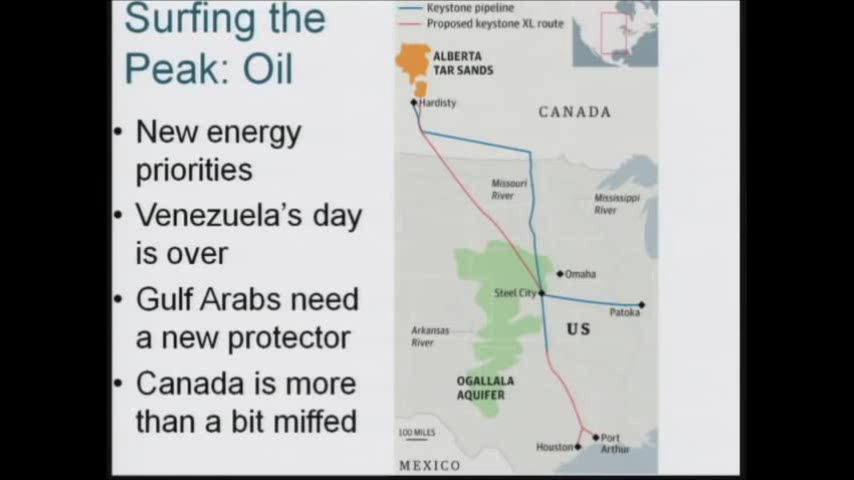 Surfing the
Peak: Oil
• New energy
priorities
• Venezuela's day
is over
• Gulf Arabs need
a new protector
• Canada is more
than a bit miffed
Keystone pipeline
Proposed keystone XL route
ALBERTA
TAR SANDS
Hardisty
CANADA
Missouri
River
Mississippi
River
Omaha
Steel City
Patoka
Arkansas
River
US
OGALLALA
AQUIFER
100 MILES
Houston
Port
Arthur
MEXICO